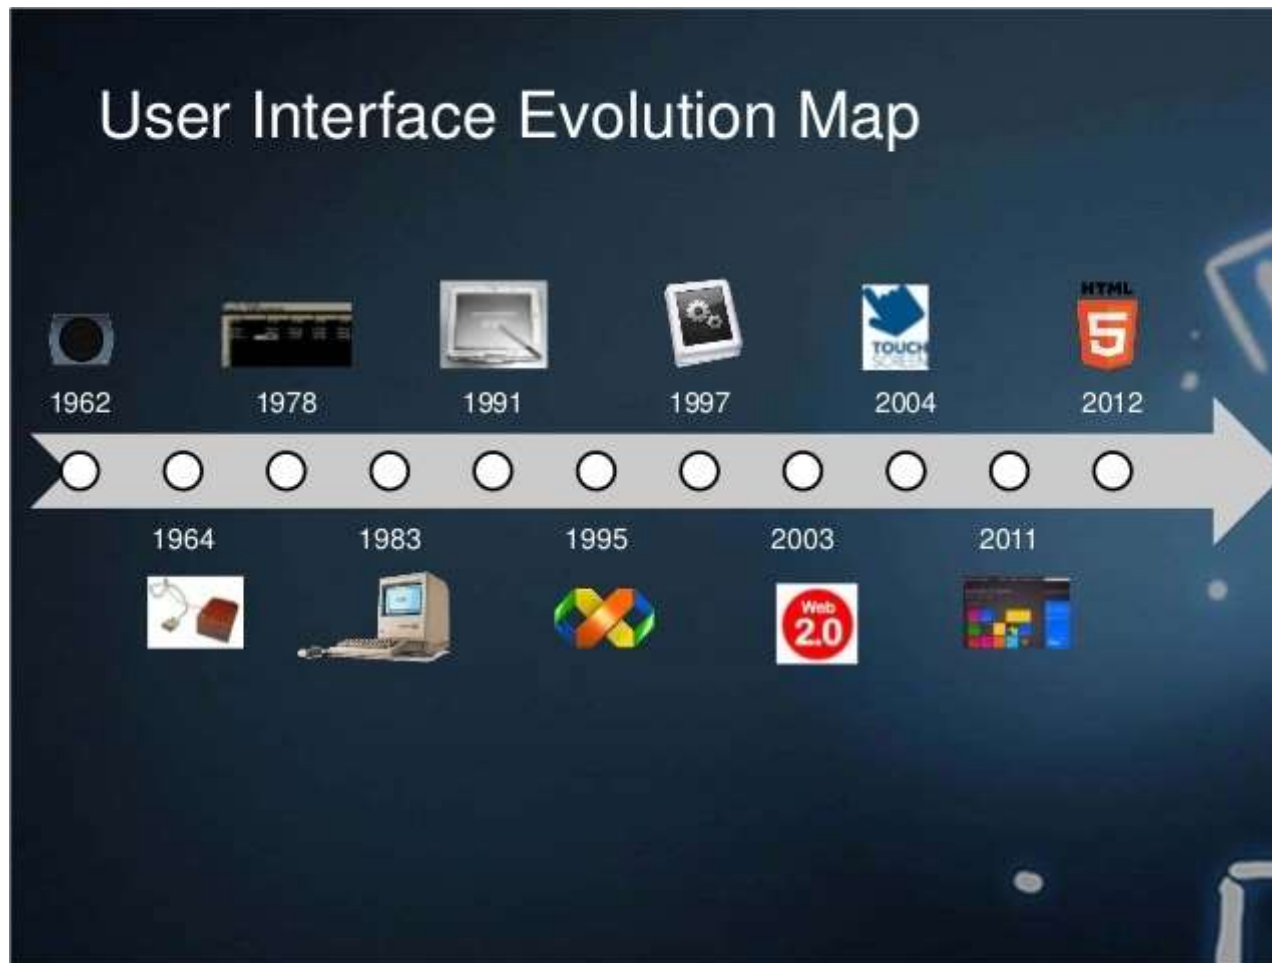 User Interface Evolution Map
HTML
5
TOUCH
SCREEN
1962 1978 1991 1997 2004 2012
1964 1983 1995 2003 2011
Web
2.0